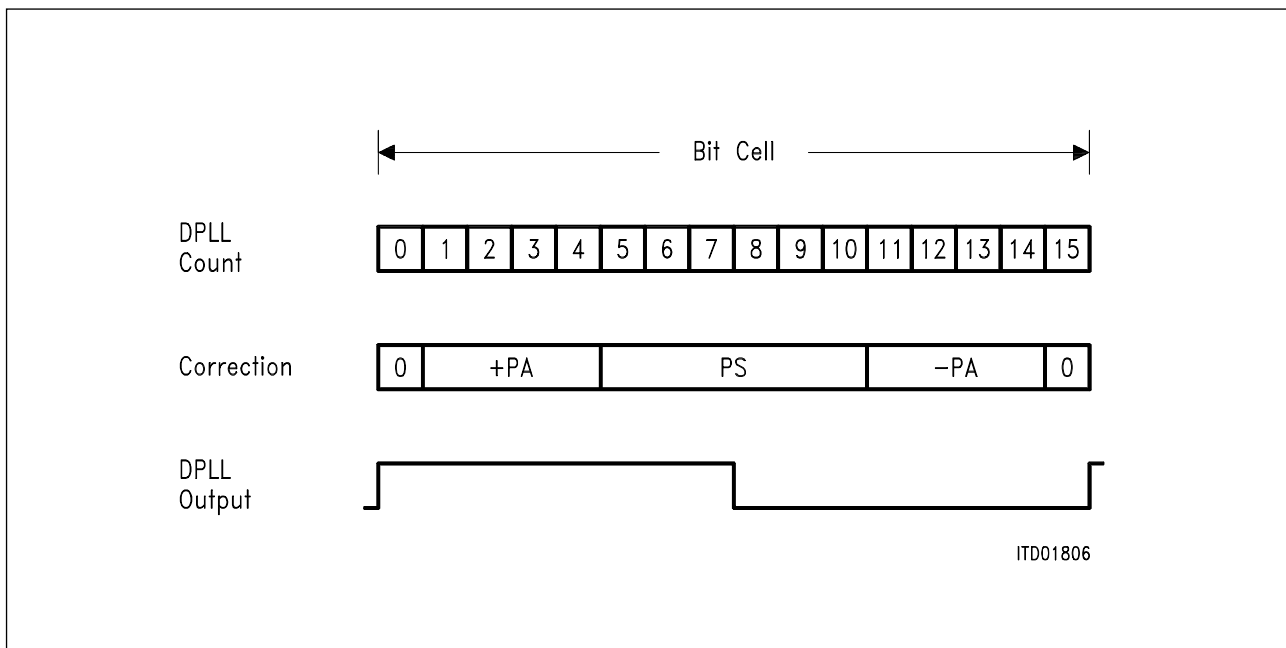 Bit Cell
DPLL
Count
0 1 2 3 4 5 6 7 8 9 10 11 12 13 14 15
Correction
0 +PA PS −PA 0
DPLL
Output
ITD01806